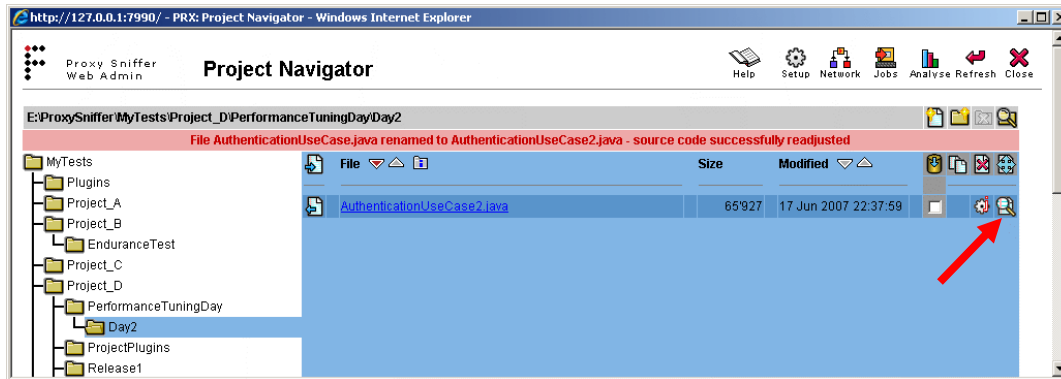 http://127.0.0.1:7990/ - PRX: Project Navigator - Windows Internet Explorer
Proxy Sniffer
Web Admin
Project Navigator
Help Setup Network Jobs Analyse Refresh Close
E:\ProxySniffer\MyTests\Project_D\PerformanceTuningDay\Day2
File AuthenticationUseCase.java renamed to AuthenticationUseCase2.java - source code successfully readjusted
MyTests
File Size Modified
Plugins
Project_A
AuthenticationUseCase2.java 65'927 17 Jun 2007 22:37:59
Project_B
EnduranceTest
Project_C
Project_D
PerformanceTuningDay
Day2
ProjectPlugins
Release1